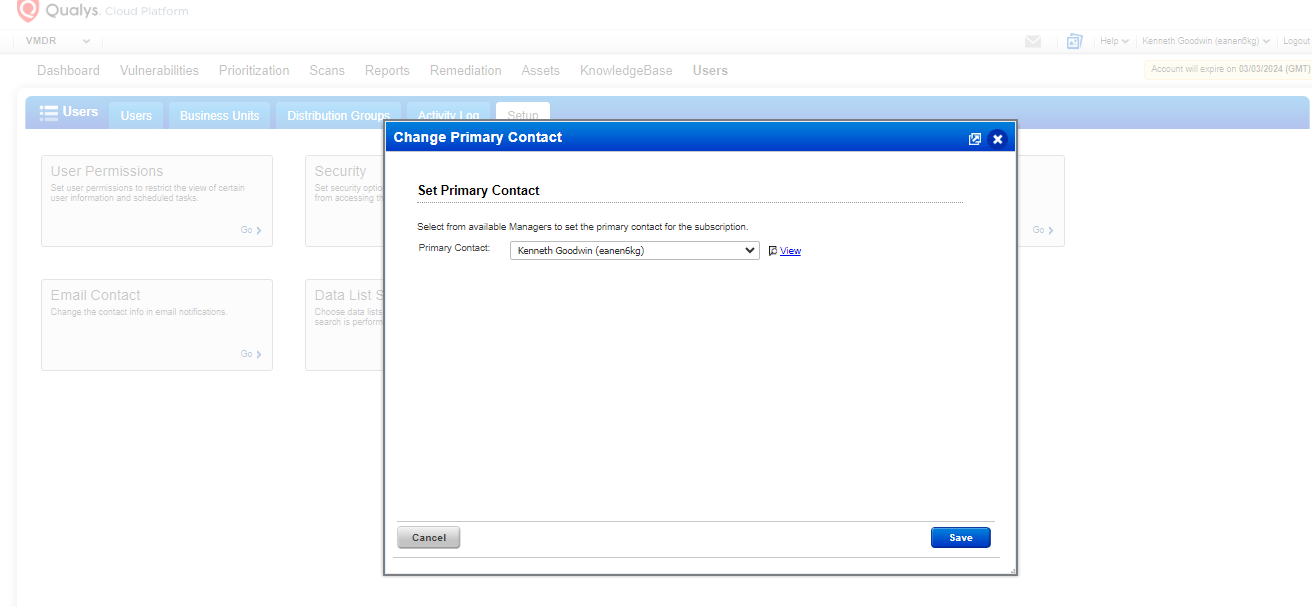 Qualys. Cloud Platform
VMDR
Help
Kenneth Goodwin (eanen6kg)
Logout
Dashboard Vulnerabilities Prioritization Scans Reports Remediation Assets KnowledgeBase Users
Account will expire on 03/03/2024 (GMT)
Users
Users
Business Units
Distribution Groups
Activity Log
Setup
Change Primary Contact
Set Primary Contact
Select from available Managers to set the primary contact for the subscription.
Primary Contact:
Kenneth Goodwin (eanen6kg)
View
Cancel
Save
User Permissions
Set user permissions to restrict the view of certain
user information and scheduled tasks.
Go
Security
Set security optio
from accessing th
Go
Email Contact
Change the contact info in email notifications.
Go
Data List S
Choose data lists
search is perform